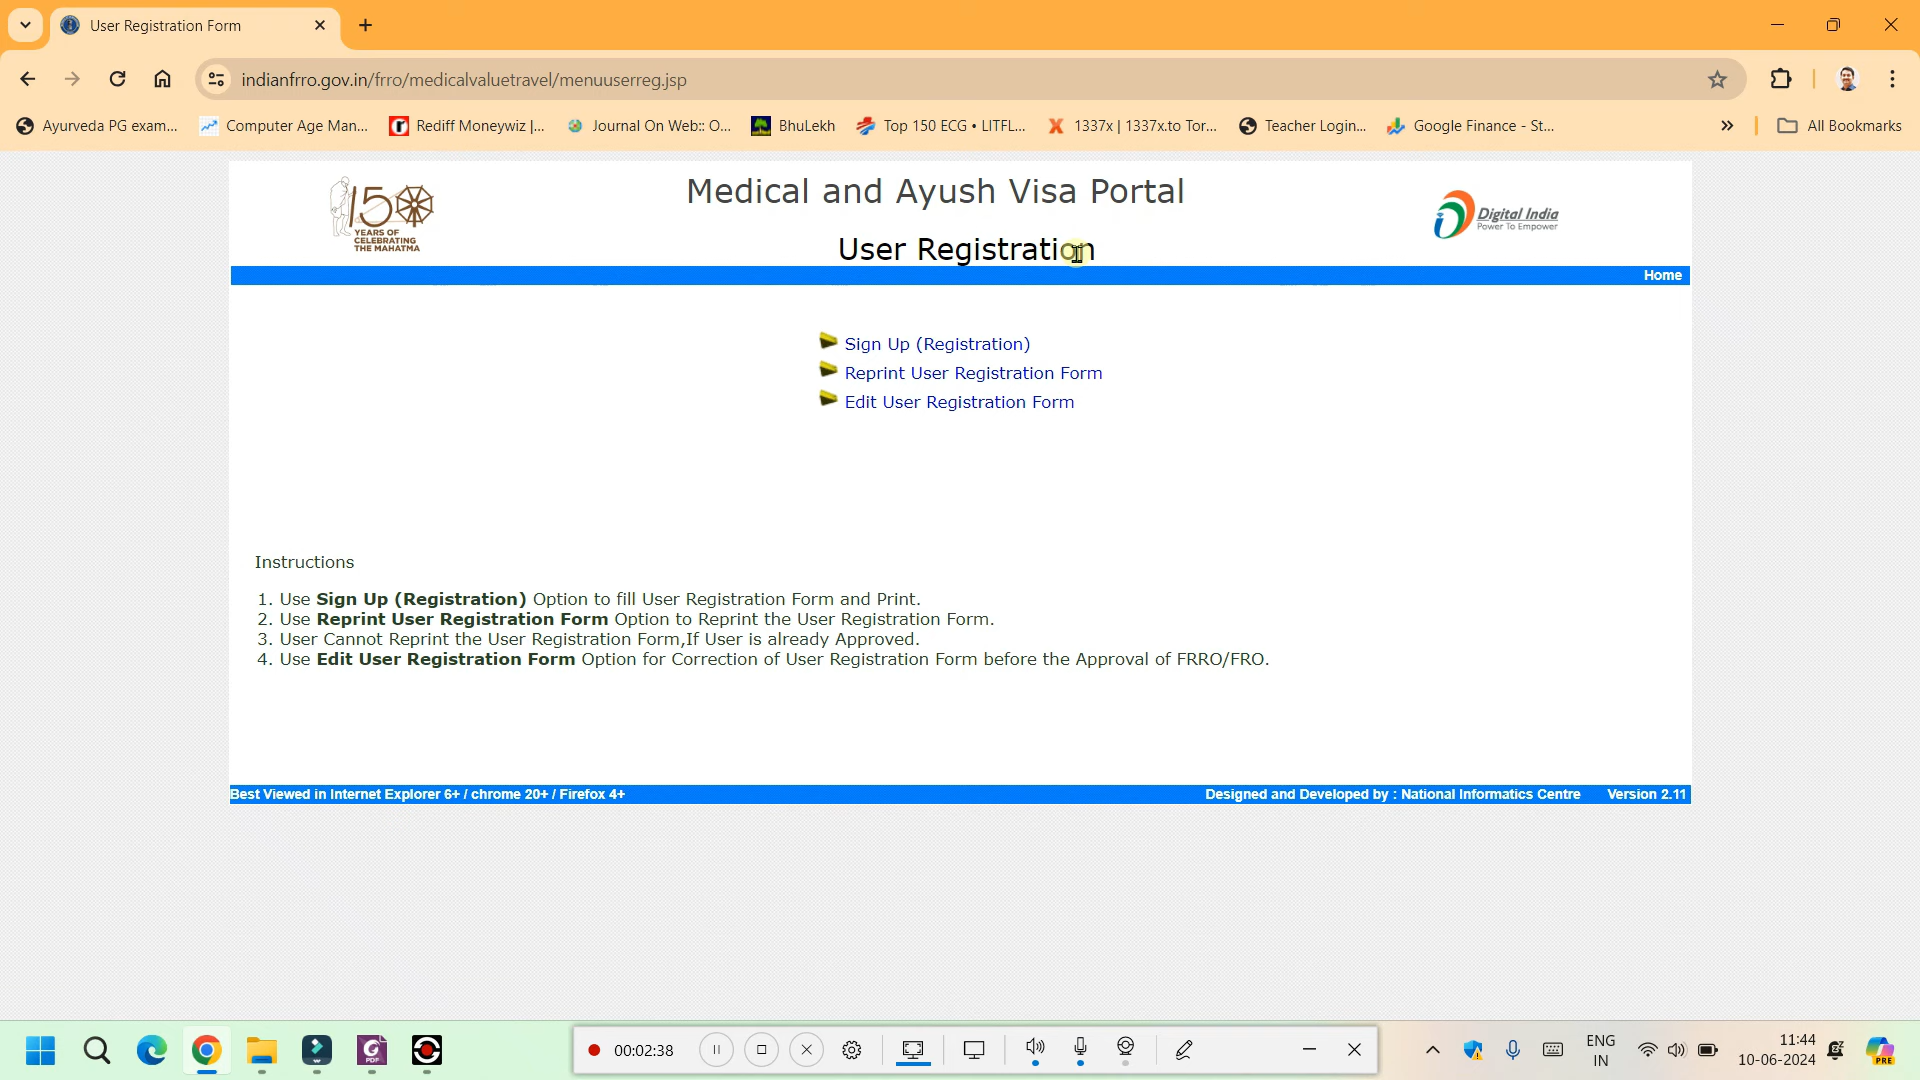 User Registration Form
indianfrro.gov.in/frro/medicalvaluetravel/menuuserreg.jsp
Ayurveda PG exam...
Computer Age Man...
Rediff Moneywiz |...
Journal On Web:: O...
BhuLekh
Top 150 ECG • LITFL...
1337x | 1337x.to Tor...
Teacher Login...
Google Finance - St...
All Bookmarks
150
YEARS OF
CELEBRATING
THE MAHATMA
Medical and Ayush Visa Portal
Digital India
Power To Empower
User Registration
Home
Sign Up (Registration)
Reprint User Registration Form
Edit User Registration Form
Instructions
1. Use Sign Up (Registration) Option to fill User Registration Form and Print.
2. Use Reprint User Registration Form Option to Reprint the User Registration Form.
3. User Cannot Reprint the User Registration Form,If User is already Approved.
4. Use Edit User Registration Form Option for Correction of User Registration Form before the Approval of FRRO/FRO.
Best Viewed in Internet Explorer 6+ / chrome 20+ / Firefox 4+
Designed and Developed by : National Informatics Centre Version 2.11
PDF
00:02:38
ENG
IN
11:44
10-06-2024
PRE